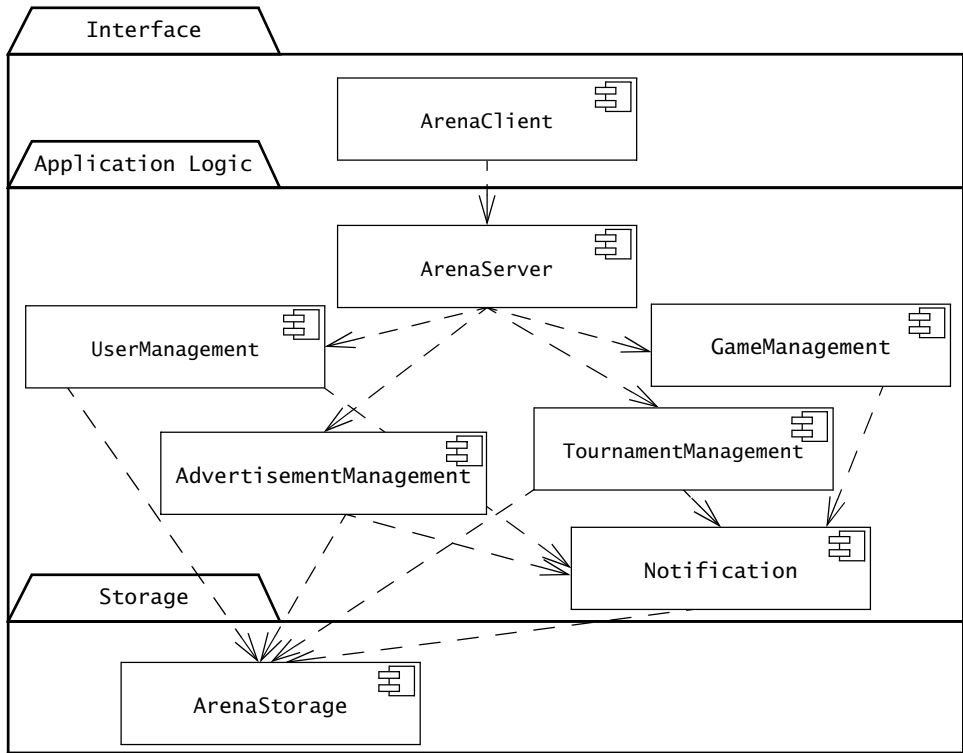 Interface
ArenaClient
Application Logic
ArenaServer
UserManagement
GameManagement
AdvertisementManagement
TournamentManagement
Notification
Storage
ArenaStorage